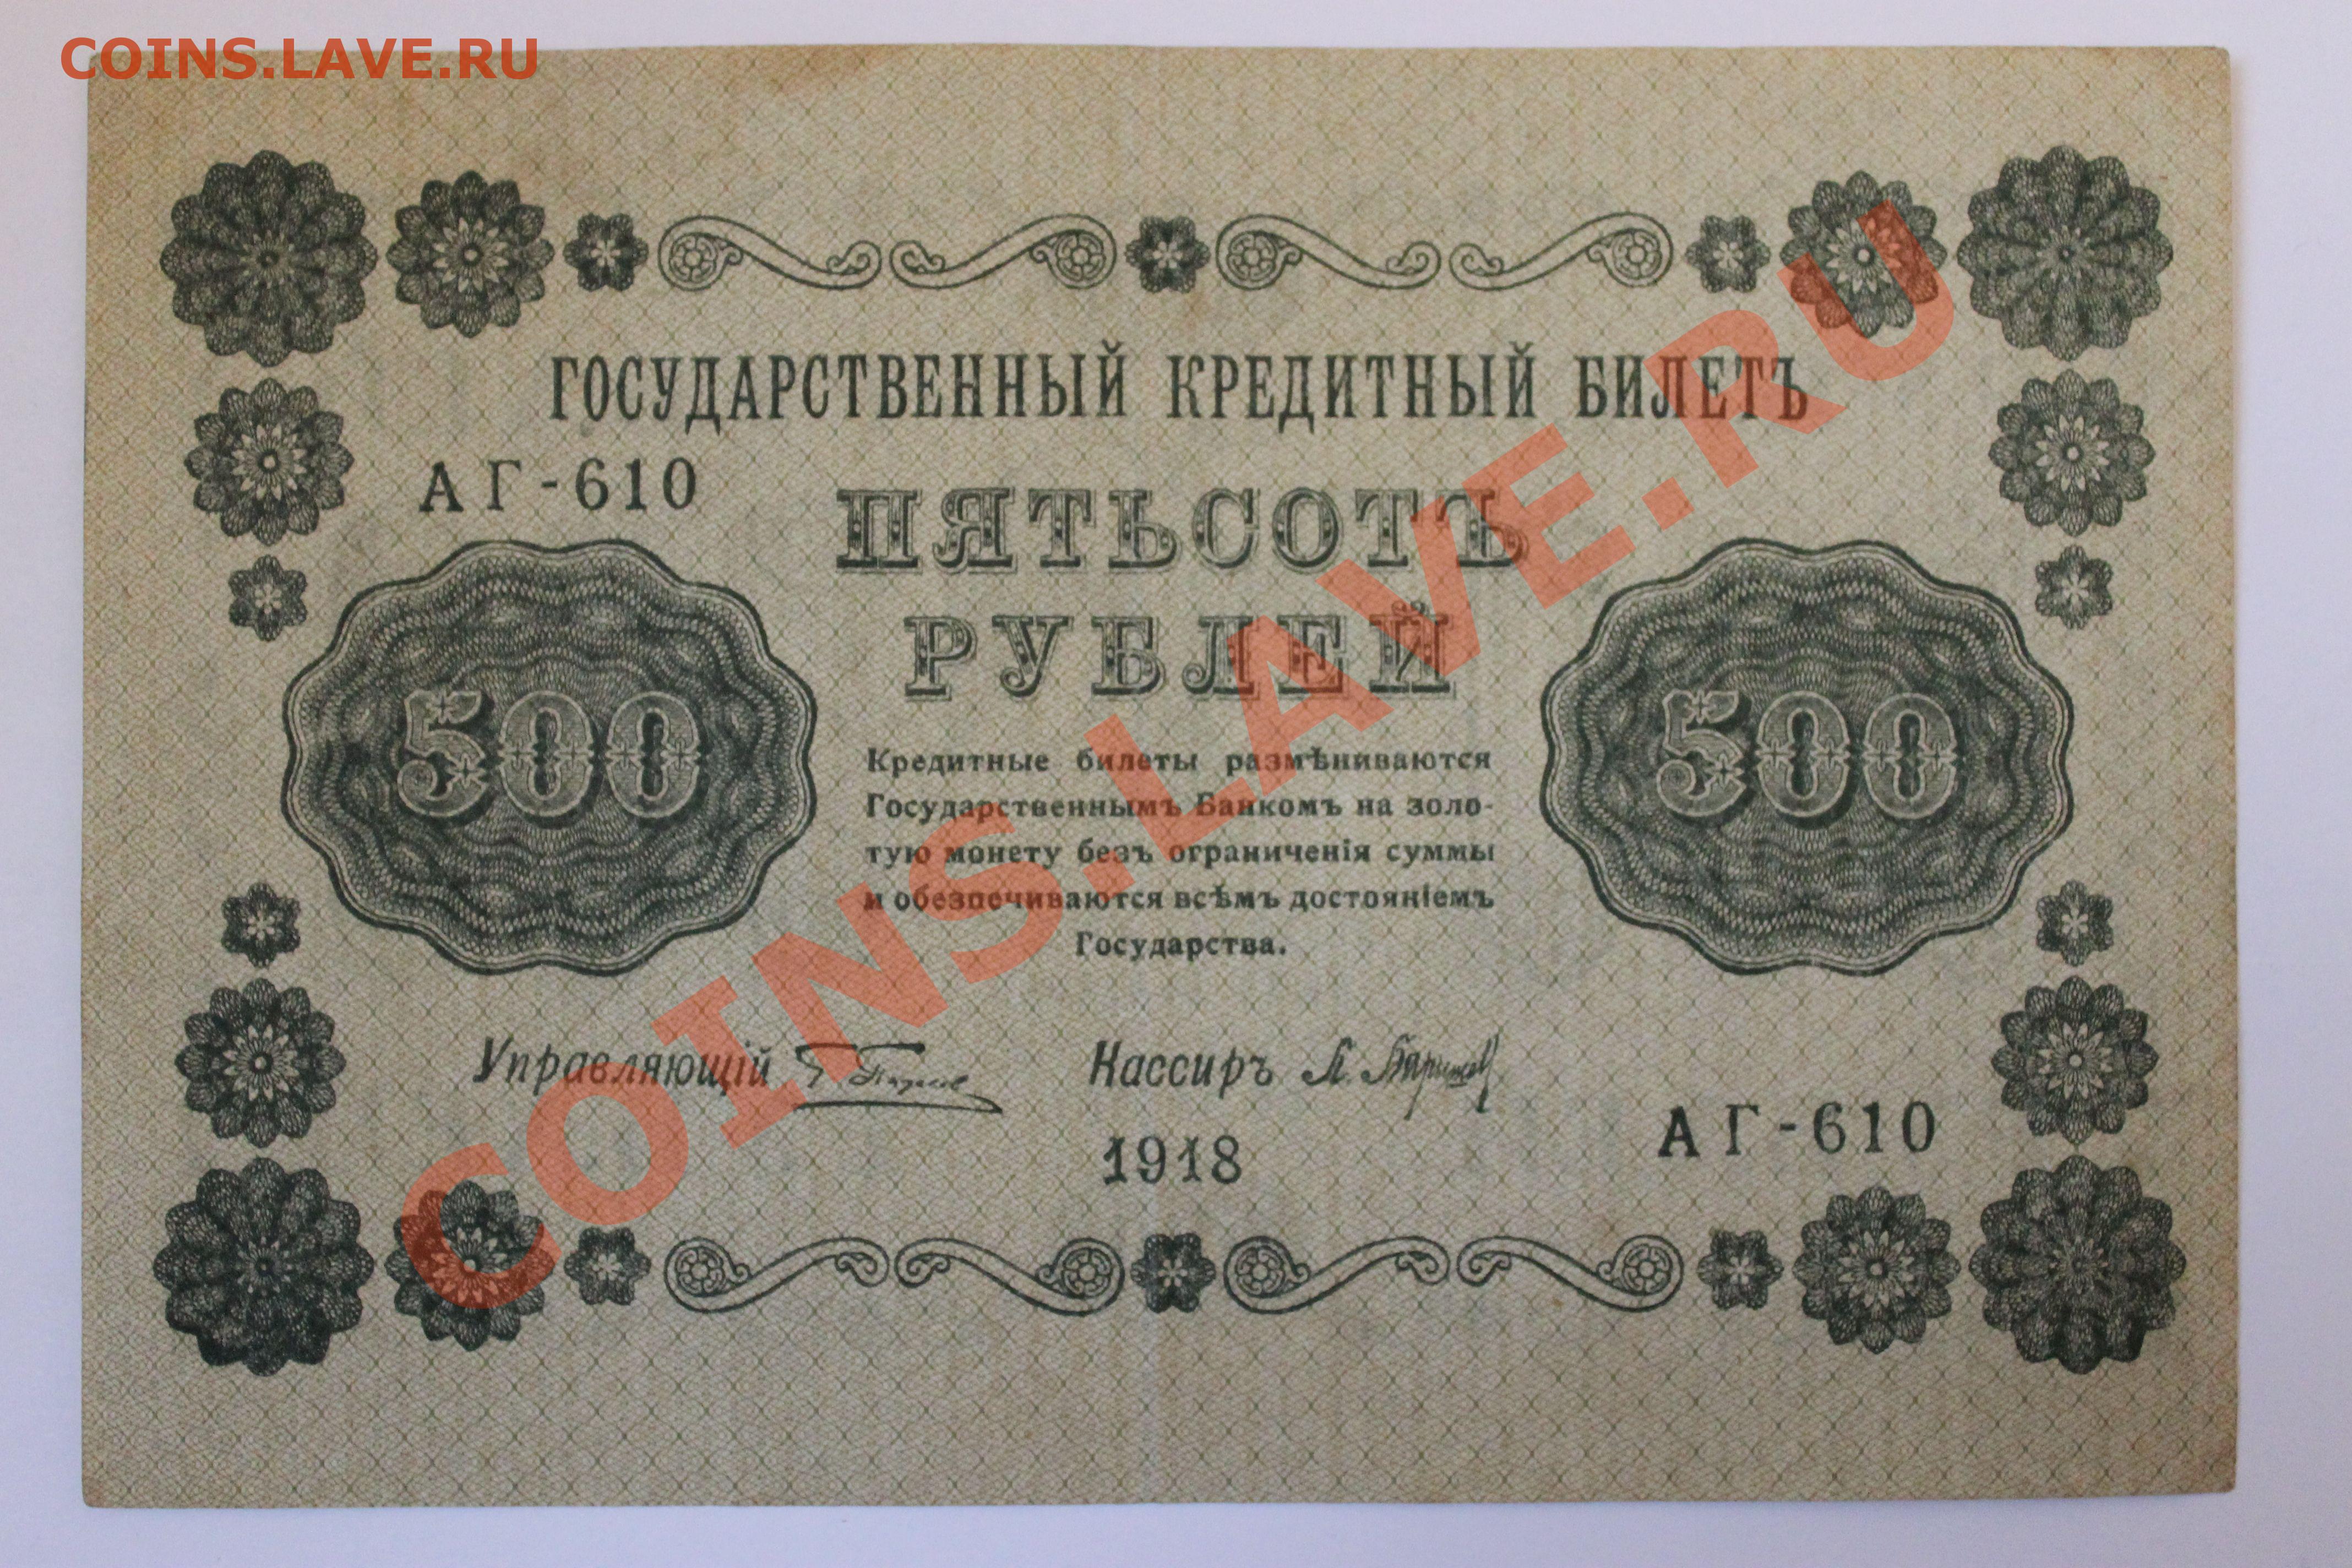 COINS.LAVE.RU
ГОСУДАРСТВЕННЫЙ КРЕДИТНЫЙ БИЛЕТЪ
АГ-610
ПЯТЬСОТЪ
РУБЛЕЙ
500
500
Кредитные билеты размѣниваются
Государственнымъ Банкомъ на золо-
тую монету безъ ограниченія суммы
и обезпечиваются всѣмъ достояніемъ
Государства.
Управляющій
Кассиръ
1918
АГ-610
COINS.LAVE.RU